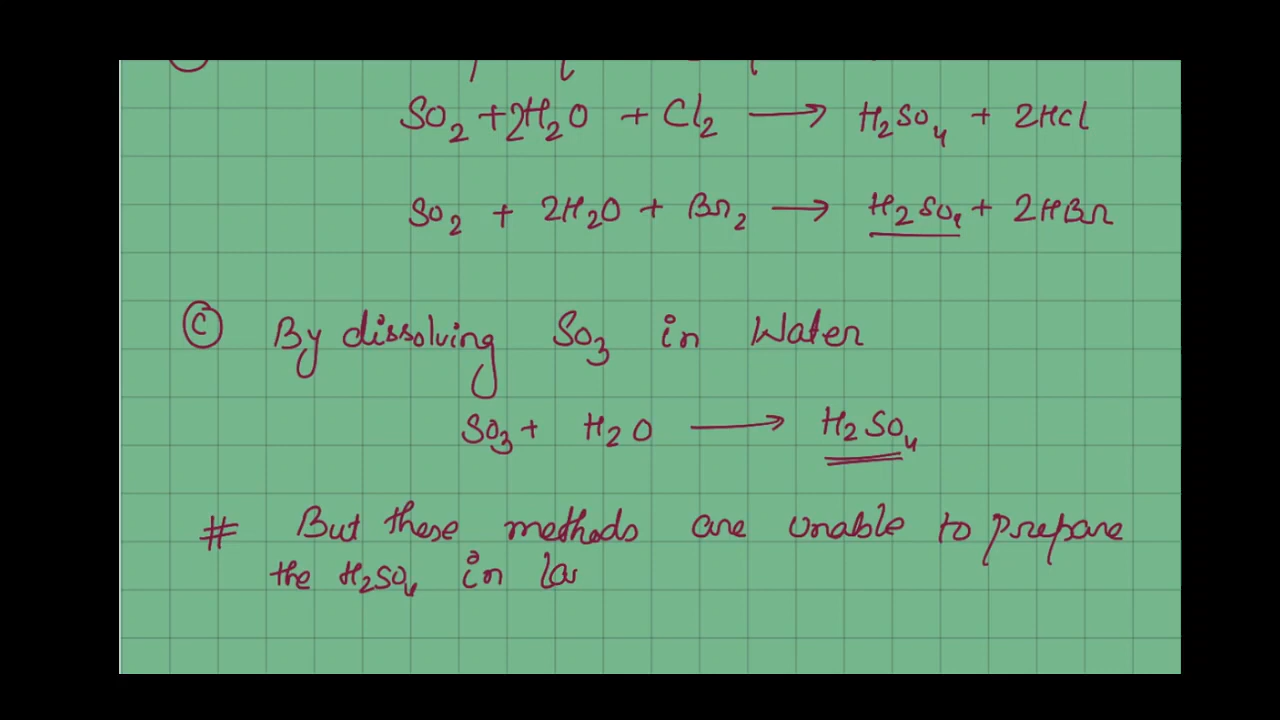 SO2 + 2H2O + Cl2 → H2SO4 + 2HCl
SO2 + 2H2O + Br2 → H2SO4 + 2HBr
C By dissolving SO3 in Water
SO3 + H2O → H2SO4
# But these methods are unable to prepare
the H2SO4 in la